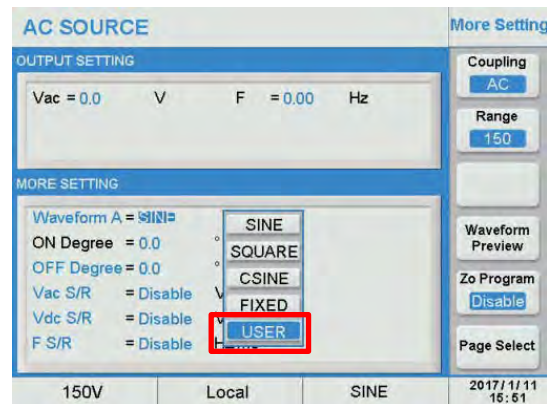 AC SOURCE
More Setting
OUTPUT SETTING
Vac = 0.0 V F = 0.00 Hz
Coupling
AC
Range
150
MORE SETTING
Waveform A = SINE
ON Degree = 0.0 °
OFF Degree = 0.0 °
Vac S/R = Disable
Vdc S/R = Disable
F S/R = Disable
SINE
SQUARE
CSINE
FIXED
USER
Waveform
Preview
Zo Program
Disable
Page Select
150V Local SINE
2017/ 1/ 11
15: 51